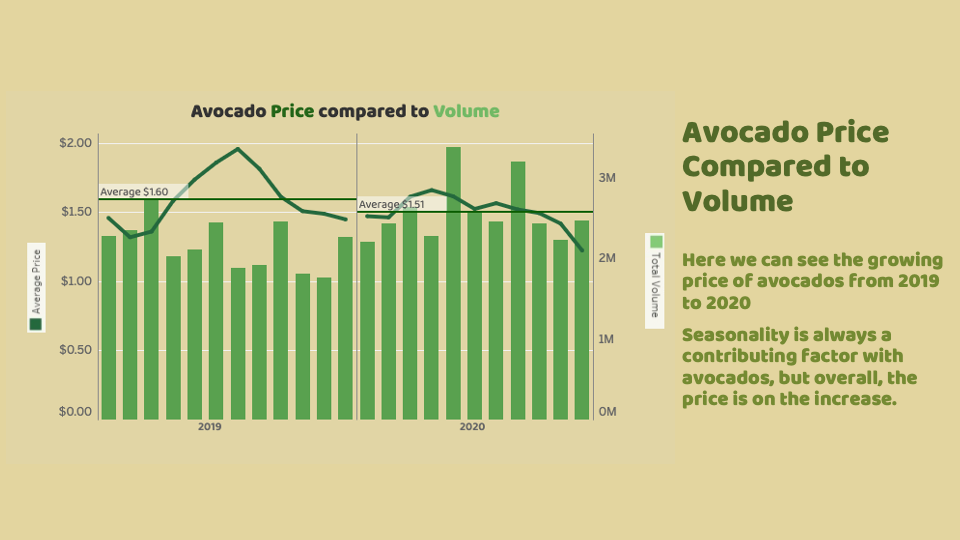 Avocado Price compared to Volume
$2.00
$1.50
$1.00
$0.50
$0.00
Average Price
Average $1.60
Average $1.51
2019
2020
3M
2M
1M
0M
Total Volume
Avocado Price
Compared to
Volume
Here we can see the growing
price of avocados from 2019
to 2020
Seasonality is always a
contributing factor with
avocados, but overall, the
price is on the increase.